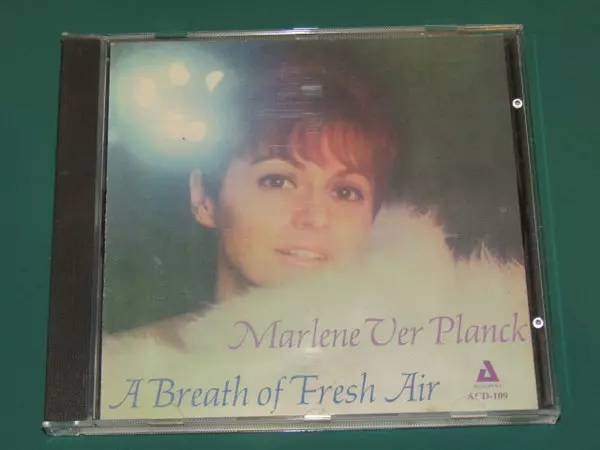 Marlene Ver Planck
A Breath of Fresh Air
ACD-109